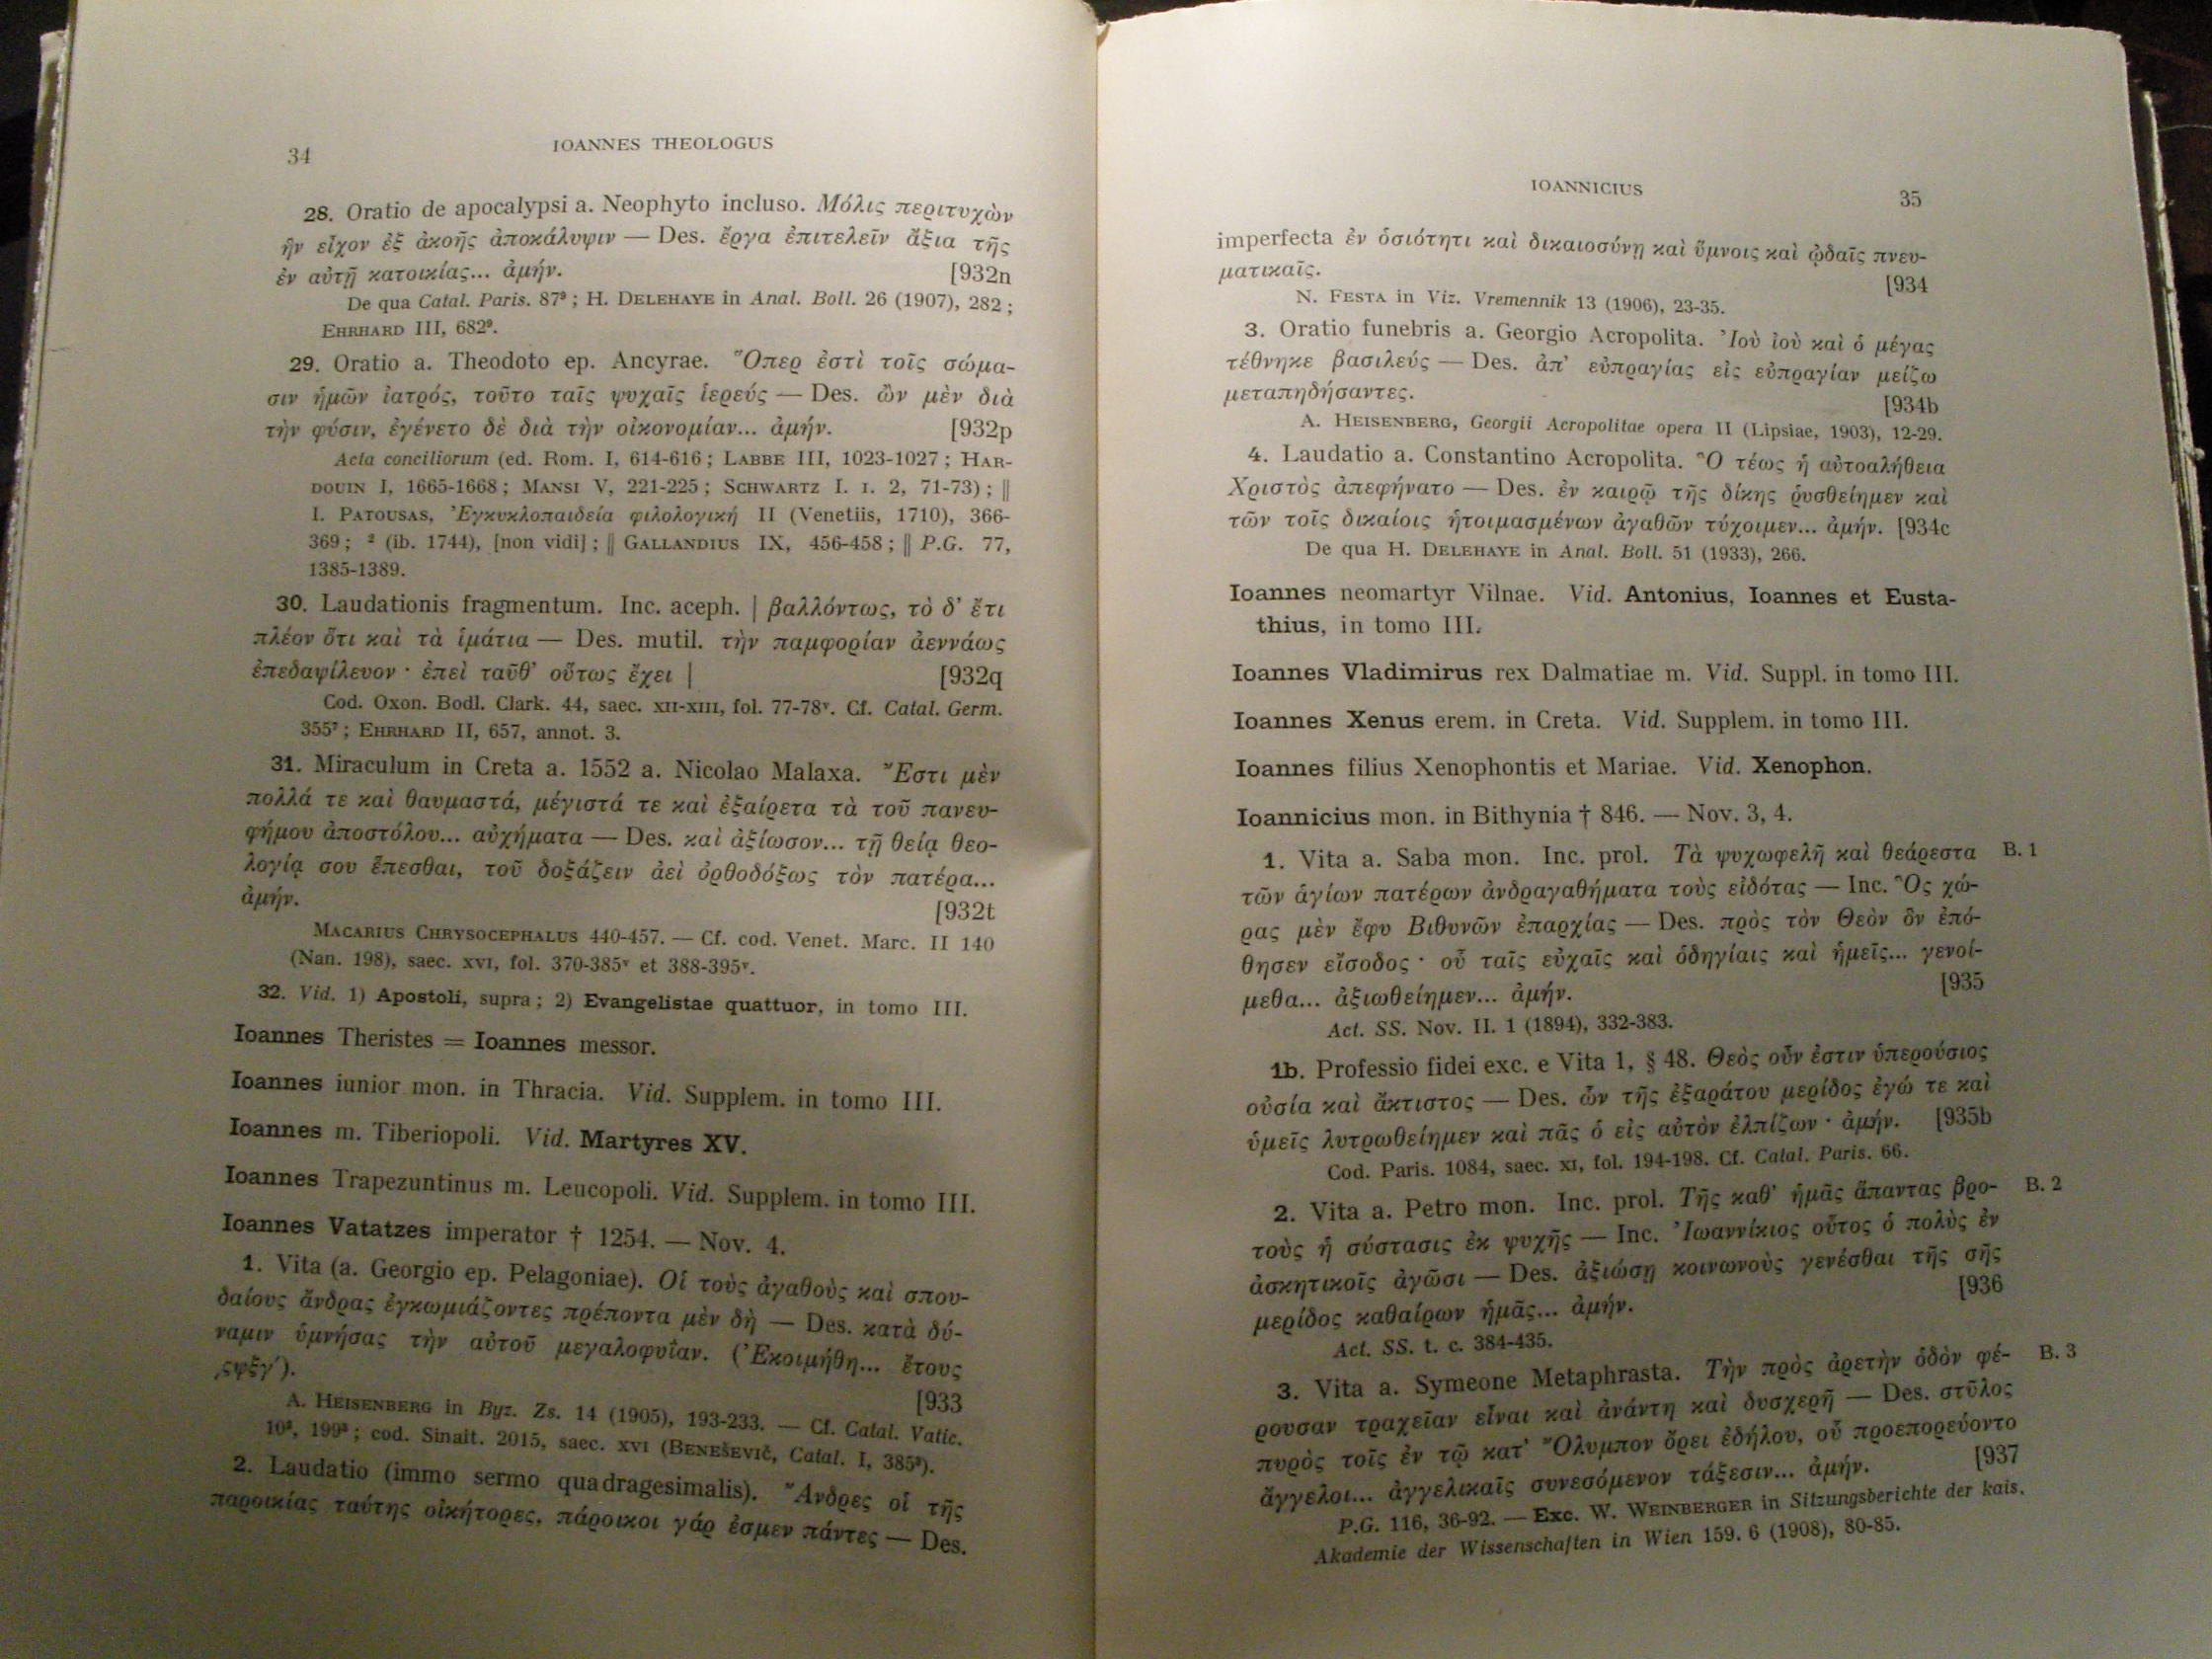 34
IOANNES THEOLOGUS
28. Oratio de apocalypsi a. Neophyto incluso. Μόλις περιτυχὼν
ἣν εἶχον ἐξ ἀκοῆς ἀποκάλυψιν — Des. ἔργα ἐπιτελεῖν ἄξια τῆς
ἐν αὐτῇ κατοικίας... ἀμήν. [932n
De qua Catal. Paris. 87⁹ ; H. DELEHAYE in Anal. Boll. 26 (1907), 282 ;
EHRHARD III, 682⁹.
29. Oratio a. Theodoto ep. Ancyrae. Ὅπερ ἐστὶ τοῖς σώμα-
σιν ἡμῶν ἰατρός, τοῦτο ταῖς ψυχαῖς ἱερεύς — Des. ὢν μὲν διὰ
τὴν φύσιν, ἐγένετο δὲ διὰ τὴν οἰκονομίαν... ἀμήν. [932p
Acta conciliorum (ed. Rom. I, 614-616 ; LABBE III, 1023-1027 ; HAR-
DOUIN I, 1665-1668 ; MANSI V, 221-225 ; SCHWARTZ I. I. 2, 71-73) ; ||
I. PATOUSAS, Ἐγκυκλοπαιδεία φιλολογική II (Venetiis, 1710), 366-
369 ; ² (ib. 1744), [non vidi] ; || GALLANDIUS IX, 456-458 ; || P.G. 77,
1385-1389.
30. Laudationis fragmentum. Inc. aceph. | βαλλόντως, τὸ δ' ἔτι
πλέον ὅτι καὶ τὰ ἱμάτια — Des. mutil. τὴν παμφορίαν ἀεννάως
ἐπεδαψίλευον · ἐπεὶ ταῦθ' οὕτως ἔχει | [932q
Cod. Oxon. Bodl. Clark. 44, saec. XII-XIII, fol. 77-78ᵛ. Cf. Catal. Germ.
355⁷ ; EHRHARD II, 657, annot. 3.
31. Miraculum in Creta a. 1552 a. Nicolao Malaxa. Ἔστι μὲν
πολλά τε καὶ θαυμαστά, μέγιστά τε καὶ ἐξαίρετα τὰ τοῦ πανευ-
φήμου ἀποστόλου... αὐχήματα — Des. καὶ ἀξίωσον... τῇ θείᾳ θεο-
λογίᾳ σου ἕπεσθαι, τοῦ δοξάζειν ἀεὶ ὀρθοδόξως τὸν πατέρα...
ἀμήν. [932t
MACARIUS CHRYSOCEPHALUS 440-457. — Cf. cod. Venet. Marc. II 140
(Nan. 198), saec. XVI, fol. 370-385ᵛ et 388-395ᵛ.
32. Vid. 1) Apostoli, supra ; 2) Evangelistae quattuor, in tomo III.
Ioannes Theristes = Ioannes messor.
Ioannes iunior mon. in Thracia. Vid. Supplem. in tomo III.
Ioannes m. Tiberiopoli. Vid. Martyres XV.
Ioannes Trapezuntinus m. Leucopoli. Vid. Supplem. in tomo III.
Ioannes Vatatzes imperator † 1254. — Nov. 4.
1. Vita (a. Georgio ep. Pelagoniae). Οἱ τοὺς ἀγαθοὺς καὶ σπου-
δαίους ἄνδρας ἐγκωμιάζοντες πρέποντα μὲν δὴ — Des. κατὰ δύ-
ναμιν ὑμνήσας τὴν αὐτοῦ μεγαλοφυΐαν. (Ἐκοιμήθη... ἔτους
͵ςψξγʹ). [933
A. HEISENBERG in Byz. Zs. 14 (1905), 193-233. — Cf. Catal. Vatic.
10², 199³ ; cod. Sinait. 2015, saec. XVI (BENEŠEVIČ, Catal. I, 385³).
2. Laudatio (immo sermo quadragesimalis). Ἄνδρες οἱ τῆς
παροικίας ταύτης οἰκήτορες, πάροικοι γάρ ἐσμεν πάντες — Des.
IOANNICIUS
35
imperfecta ἐν ὁσιότητι καὶ δικαιοσύνῃ καὶ ὕμνοις καὶ ᾠδαῖς πνευ-
ματικαῖς. [934
N. FESTA in Viz. Vremennik 13 (1906), 23-35.
3. Oratio funebris a. Georgio Acropolita. Ἰοὺ ἰοὺ καὶ ὁ μέγας
τέθνηκε βασιλεύς — Des. ἀπ' εὐπραγίας εἰς εὐπραγίαν μείζω
μεταπηδήσαντες. [934b
A. HEISENBERG, Georgii Acropolitae opera II (Lipsiae, 1903), 12-29.
4. Laudatio a. Constantino Acropolita. Ὃ τέως ἡ αὐτοαλήθεια
Χριστὸς ἀπεφήνατο — Des. ἐν καιρῷ τῆς δίκης ῥυσθείημεν καὶ
τῶν τοῖς δικαίοις ἡτοιμασμένων ἀγαθῶν τύχοιμεν... ἀμήν. [934c
De qua H. DELEHAYE in Anal. Boll. 51 (1933), 266.
Ioannes neomartyr Vilnae. Vid. Antonius, Ioannes et Eusta-
thius, in tomo III.
Ioannes Vladimirus rex Dalmatiae m. Vid. Suppl. in tomo III.
Ioannes Xenus erem. in Creta. Vid. Supplem. in tomo III.
Ioannes filius Xenophontis et Mariae. Vid. Xenophon.
Ioannicius mon. in Bithynia † 846. — Nov. 3, 4.
1. Vita a. Saba mon. Inc. prol. Τὰ ψυχωφελῆ καὶ θεάρεστα B. 1
τῶν ἁγίων πατέρων ἀνδραγαθήματα τοὺς εἰδότας — Inc. Ὃς χώ-
ρας μὲν ἔφυ Βιθυνῶν ἐπαρχίας — Des. πρὸς τὸν Θεὸν ὃν ἐπό-
θησεν εἴσοδος · οὗ ταῖς εὐχαῖς καὶ ὁδηγίαις καὶ ἡμεῖς... γενοί-
μεθα... ἀξιωθείημεν... ἀμήν. [935
Act. SS. Nov. II. 1 (1894), 332-383.
1b. Professio fidei exc. e Vita 1, § 48. Θεὸς οὖν ἐστιν ὑπερούσιος
οὐσία καὶ ἄκτιστος — Des. ὧν τῆς ἐξαράτου μερίδος ἐγώ τε καὶ
ὑμεῖς λυτρωθείημεν καὶ πᾶς ὁ εἰς αὐτὸν ἐλπίζων · ἀμήν. [935b
Cod. Paris. 1084, saec. XI, fol. 194-198. Cf. Catal. Paris. 66.
2. Vita a. Petro mon. Inc. prol. Τῆς καθ' ἡμᾶς ἅπαντας βρο- B. 2
τοὺς ἡ σύστασις ἐκ ψυχῆς — Inc. Ἰωαννίκιος οὗτος ὁ πολὺς ἐν
ἀσκητικοῖς ἀγῶσι — Des. ἀξιώσῃ κοινωνοὺς γενέσθαι τῆς σῆς
μερίδος καθαίρων ἡμᾶς... ἀμήν. [936
Act. SS. t. c. 384-435.
3. Vita a. Symeone Metaphrasta. Τὴν πρὸς ἀρετὴν ὁδὸν φέ- B. 3
ρουσαν τραχεῖαν εἶναι καὶ ἀνάντη καὶ δυσχερῆ — Des. στῦλος
πυρὸς τοῖς ἐν τῷ κατ' Ὄλυμπον ὄρει ἐδήλου, οὗ προεπορεύοντο
ἄγγελοι... ἀγγελικαῖς συνεσόμενον τάξεσιν... ἀμήν. [937
P.G. 116, 36-92. — Exc. W. WEINBERGER in Sitzungsberichte der kais.
Akademie der Wissenschaften in Wien 159. 6 (1908), 80-85.